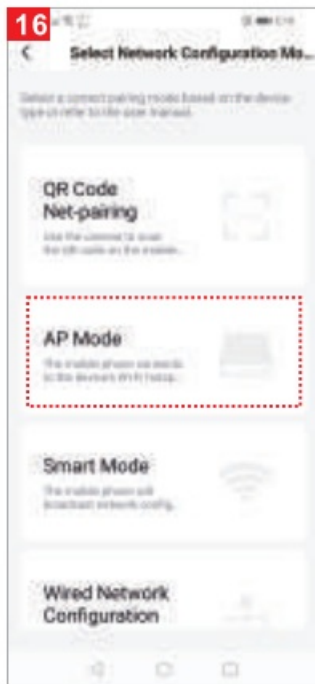 16
Select Network Configuration Mo...
Select a correct pairing mode based on the device
type or refer to the user manual.
QR Code
Net-pairing
Use the camera to scan
the QR code on the mobile...
AP Mode
The mobile phone connects
to the device's Wi-Fi hotsp...
Smart Mode
The mobile phone will
broadcast network config...
Wired Network
Configuration